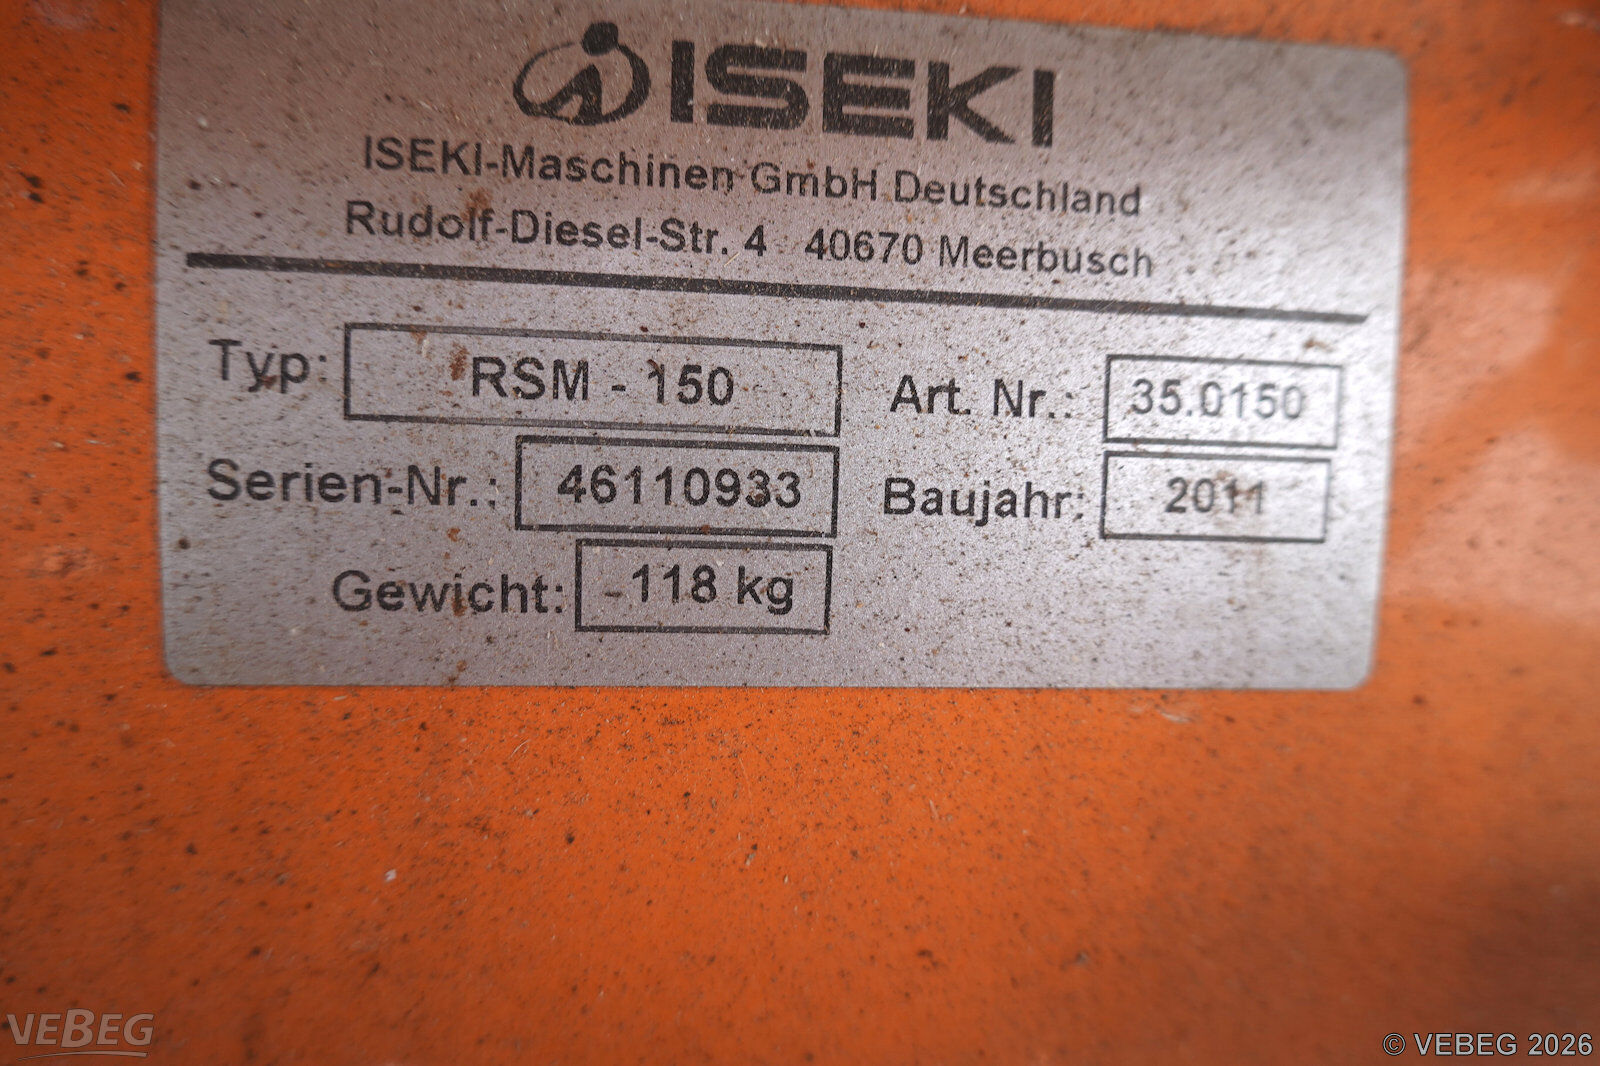 ISEKI
ISEKI-Maschinen GmbH Deutschland
Rudolf-Diesel-Str. 4 40670 Meerbusch
Typ: RSM - 150 Art. Nr.: 35.0150
Serien-Nr.: 46110933 Baujahr: 2011
Gewicht: 118 kg
VEBEG
© VEBEG 2026